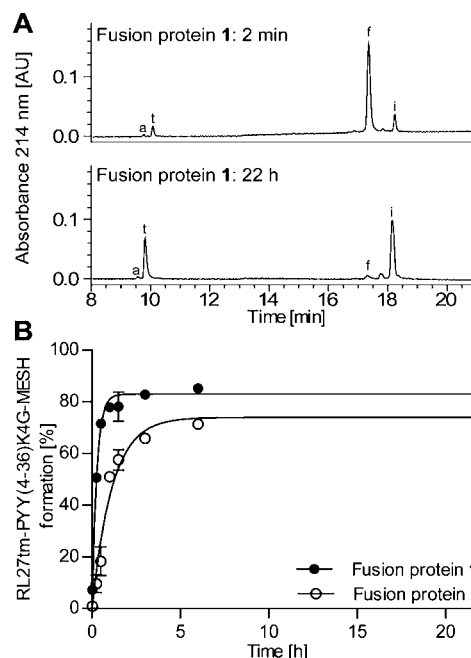 A
Fusion protein 1: 2 min
f
0.1
a t
i
0.0
Absorbance 214 nm [AU]
Fusion protein 1: 22 h
0.1
t
i
a
f
0.0
8 10 12 14 16 18 20
Time [min]
B
100
80
60
40
20
0
RL27tm-PYY(4-36)K4G-MESH
formation [%]
Fusion protein
Fusion protein
0 5 10 15 20
Time [h]